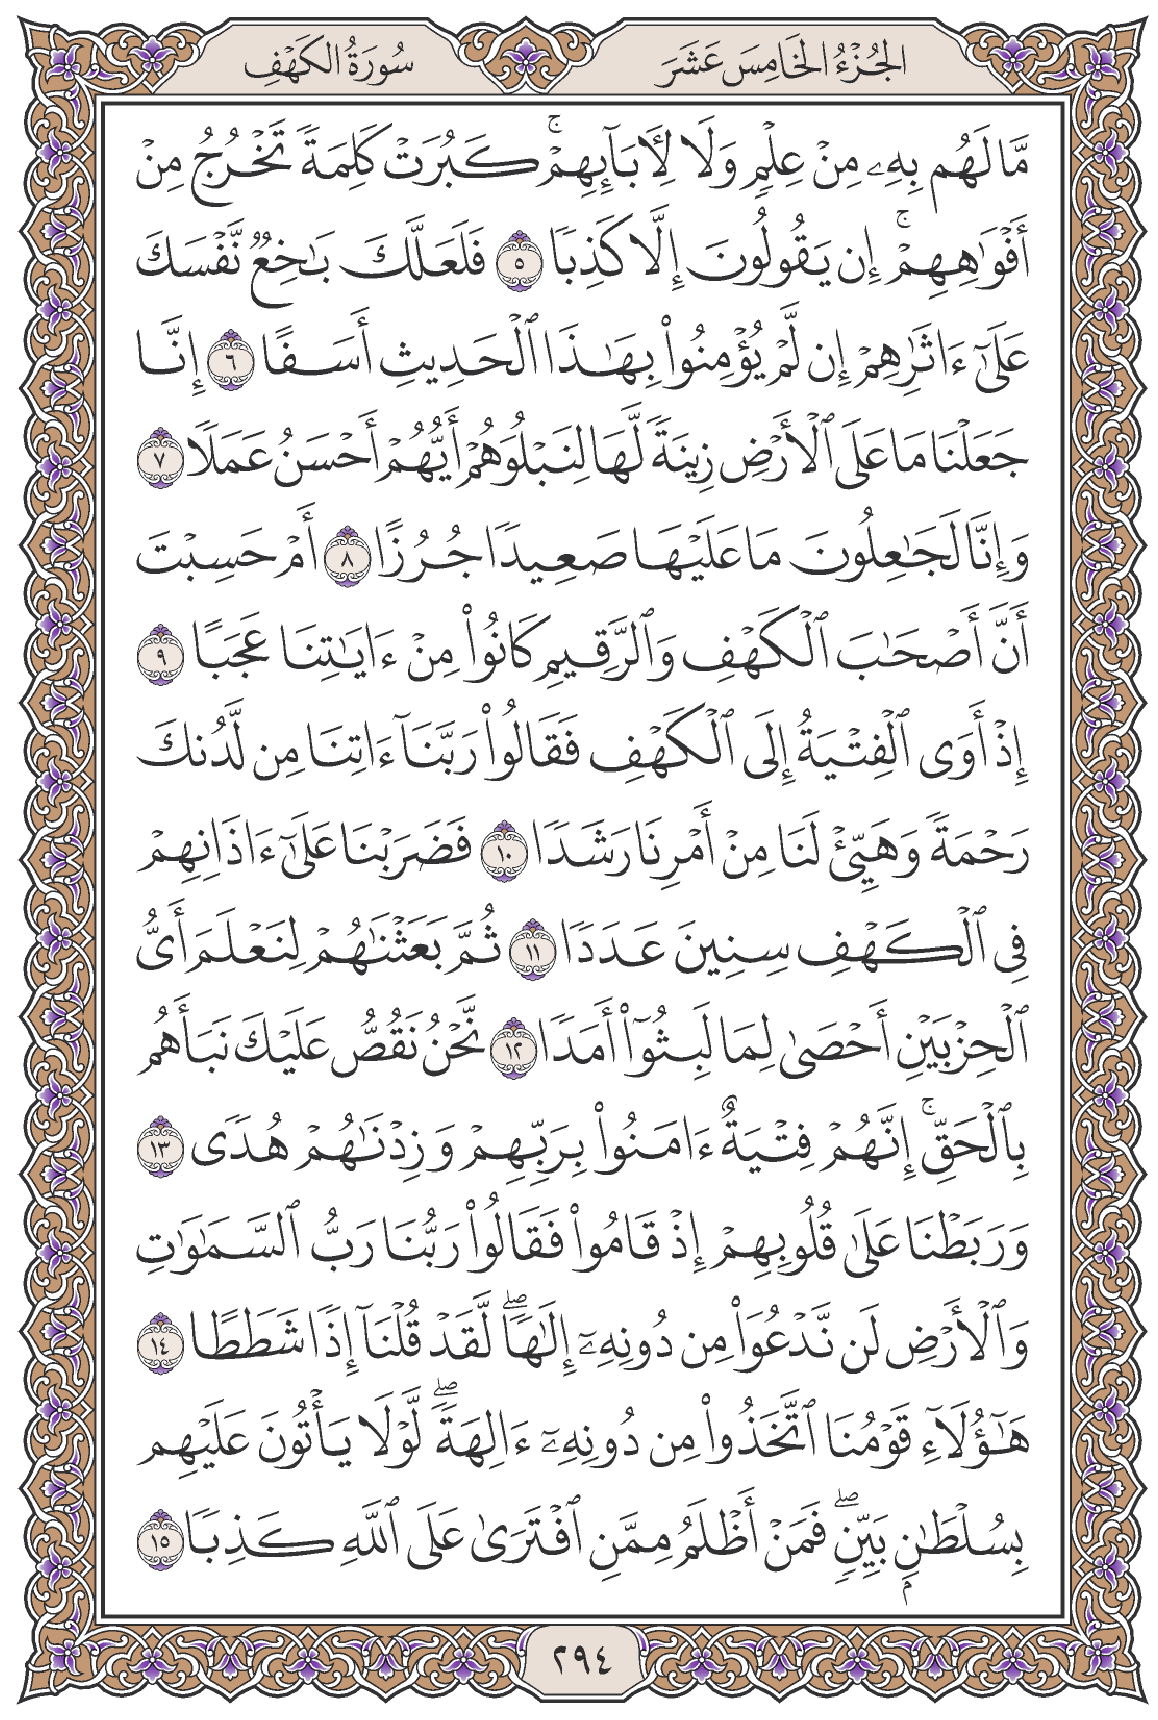 الجُزْءُ الخَامِسَ عَشَرَ
سُورَةُ الكَهْفِ
مَّا لَهُم بِهِۦ مِنْ عِلْمٍ وَلَا لِأَبَآئِهِمْۚ كَبُرَتْ كَلِمَةً تَخْرُجُ مِنْ
أَفْوَٰهِهِمْۚ إِن يَقُولُونَ إِلَّا كَذِبًا ٥ فَلَعَلَّكَ بَٰخِعٌ نَّفْسَكَ
عَلَىٰٓ ءَاثَٰرِهِمْ إِن لَّمْ يُؤْمِنُوا۟ بِهَٰذَا ٱلْحَدِيثِ أَسَفًا ٦ إِنَّا
جَعَلْنَا مَا عَلَى ٱلْأَرْضِ زِينَةً لَّهَا لِنَبْلُوَهُمْ أَيُّهُمْ أَحْسَنُ عَمَلًا ٧
وَإِنَّا لَجَٰعِلُونَ مَا عَلَيْهَا صَعِيدًا جُرُزًا ٨ أَمْ حَسِبْتَ
أَنَّ أَصْحَٰبَ ٱلْكَهْفِ وَٱلرَّقِيمِ كَانُوا۟ مِنْ ءَايَٰتِنَا عَجَبًا ٩
إِذْ أَوَى ٱلْفِتْيَةُ إِلَى ٱلْكَهْفِ فَقَالُوا۟ رَبَّنَآ ءَاتِنَا مِن لَّدُنكَ
رَحْمَةً وَهَيِّئْ لَنَا مِنْ أَمْرِنَا رَشَدًا ١٠ فَضَرَبْنَا عَلَىٰٓ ءَاذَانِهِمْ
فِى ٱلْكَهْفِ سِنِينَ عَدَدًا ١١ ثُمَّ بَعَثْنَٰهُمْ لِنَعْلَمَ أَىُّ
ٱلْحِزْبَيْنِ أَحْصَىٰ لِمَا لَبِثُوٓا۟ أَمَدًا ١٢ نَّحْنُ نَقُصُّ عَلَيْكَ نَبَأَهُم
بِٱلْحَقِّۚ إِنَّهُمْ فِتْيَةٌ ءَامَنُوا۟ بِرَبِّهِمْ وَزِدْنَٰهُمْ هُدًى ١٣
وَرَبَطْنَا عَلَىٰ قُلُوبِهِمْ إِذْ قَامُوا۟ فَقَالُوا۟ رَبُّنَا رَبُّ ٱلسَّمَٰوَٰتِ
وَٱلْأَرْضِ لَن نَّدْعُوَا۟ مِن دُونِهِۦٓ إِلَٰهًاۖ لَّقَدْ قُلْنَآ إِذًا شَطَطًا ١٤
هَٰٓؤُلَآءِ قَوْمُنَا ٱتَّخَذُوا۟ مِن دُونِهِۦٓ ءَالِهَةًۖ لَّوْلَا يَأْتُونَ عَلَيْهِم
بِسُلْطَٰنٍۭ بَيِّنٍۖ فَمَنْ أَظْلَمُ مِمَّنِ ٱفْتَرَىٰ عَلَى ٱللَّهِ كَذِبًا ١٥
٢٩٤